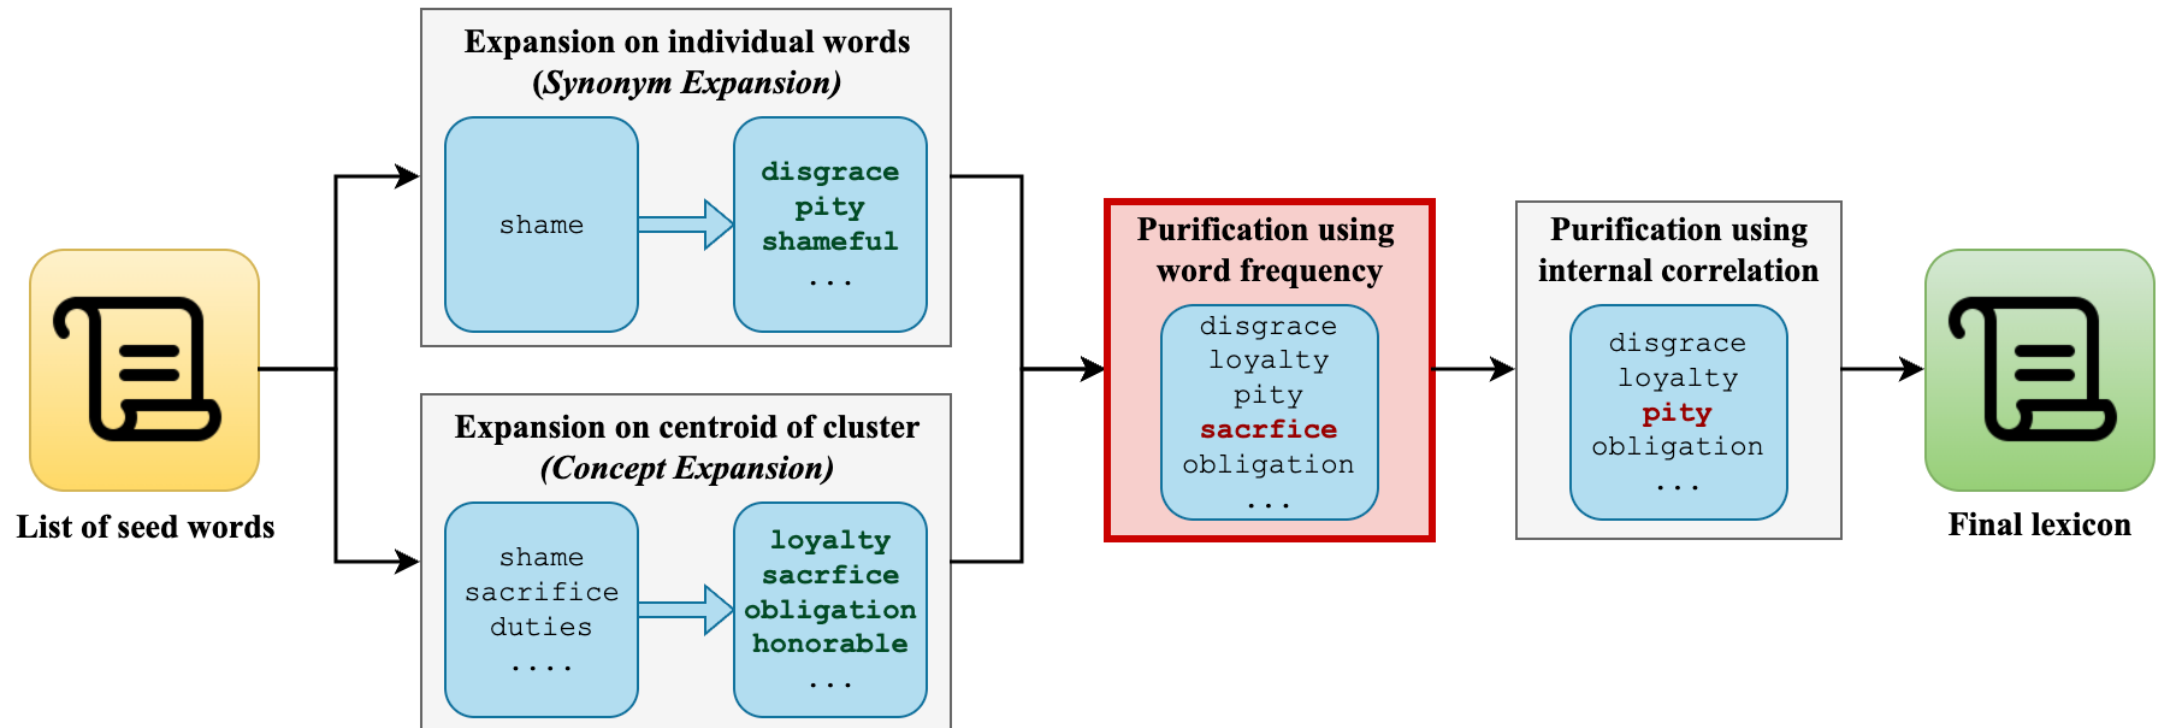 List of seed words
Expansion on individual words
(Synonym Expansion)
shame
disgrace
pity
shameful
...
Expansion on centroid of cluster
(Concept Expansion)
shame
sacrifice
duties
....
loyalty
sacrfice
obligation
honorable
...
Purification using
word frequency
disgrace
loyalty
pity
sacrfice
obligation
...
Purification using
internal correlation
disgrace
loyalty
pity
obligation
...
Final lexicon